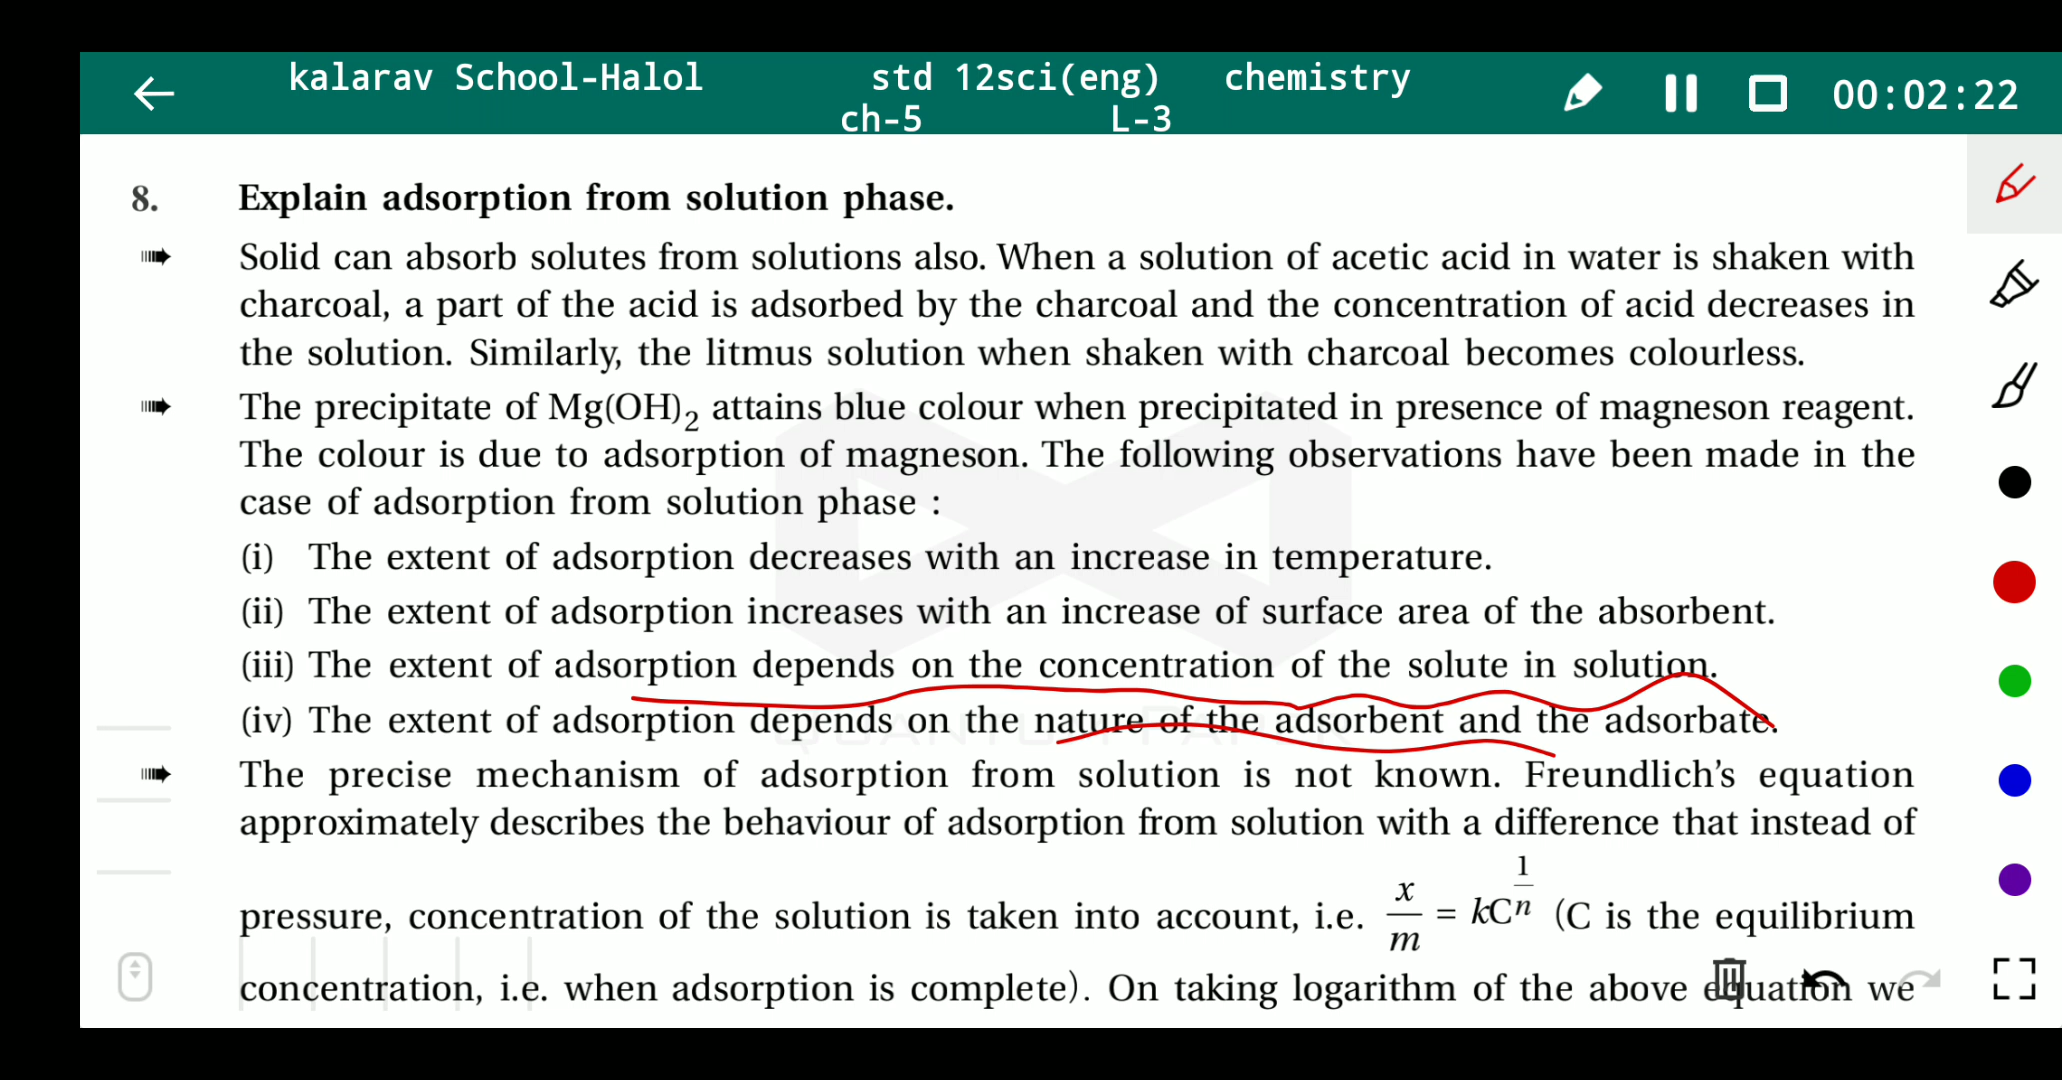 kalarav School-Halol std 12sci(eng) chemistry
ch-5 L-3
00:02:22
8. Explain adsorption from solution phase.
Solid can absorb solutes from solutions also. When a solution of acetic acid in water is shaken with
charcoal, a part of the acid is adsorbed by the charcoal and the concentration of acid decreases in
the solution. Similarly, the litmus solution when shaken with charcoal becomes colourless.
The precipitate of Mg(OH)₂ attains blue colour when precipitated in presence of magneson reagent.
The colour is due to adsorption of magneson. The following observations have been made in the
case of adsorption from solution phase :
(i) The extent of adsorption decreases with an increase in temperature.
(ii) The extent of adsorption increases with an increase of surface area of the absorbent.
(iii) The extent of adsorption depends on the concentration of the solute in solution.
(iv) The extent of adsorption depends on the nature of the adsorbent and the adsorbate.
The precise mechanism of adsorption from solution is not known. Freundlich's equation
approximately describes the behaviour of adsorption from solution with a difference that instead of
pressure, concentration of the solution is taken into account, i.e. x/m = kC^(1/n) (C is the equilibrium
concentration, i.e. when adsorption is complete). On taking logarithm of the above equation we